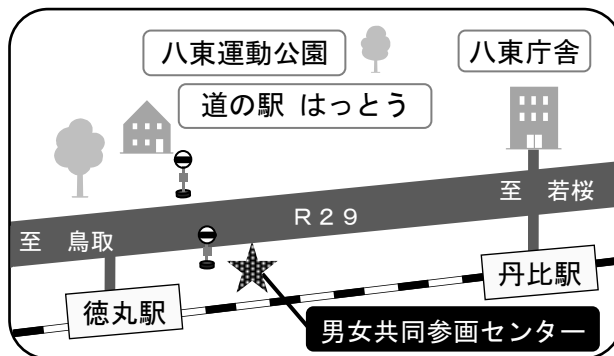 八東運動公園
八東庁舎
道の駅 はっとう
至 若桜
R29
至 鳥取
丹比駅
徳丸駅
男女共同参画センター